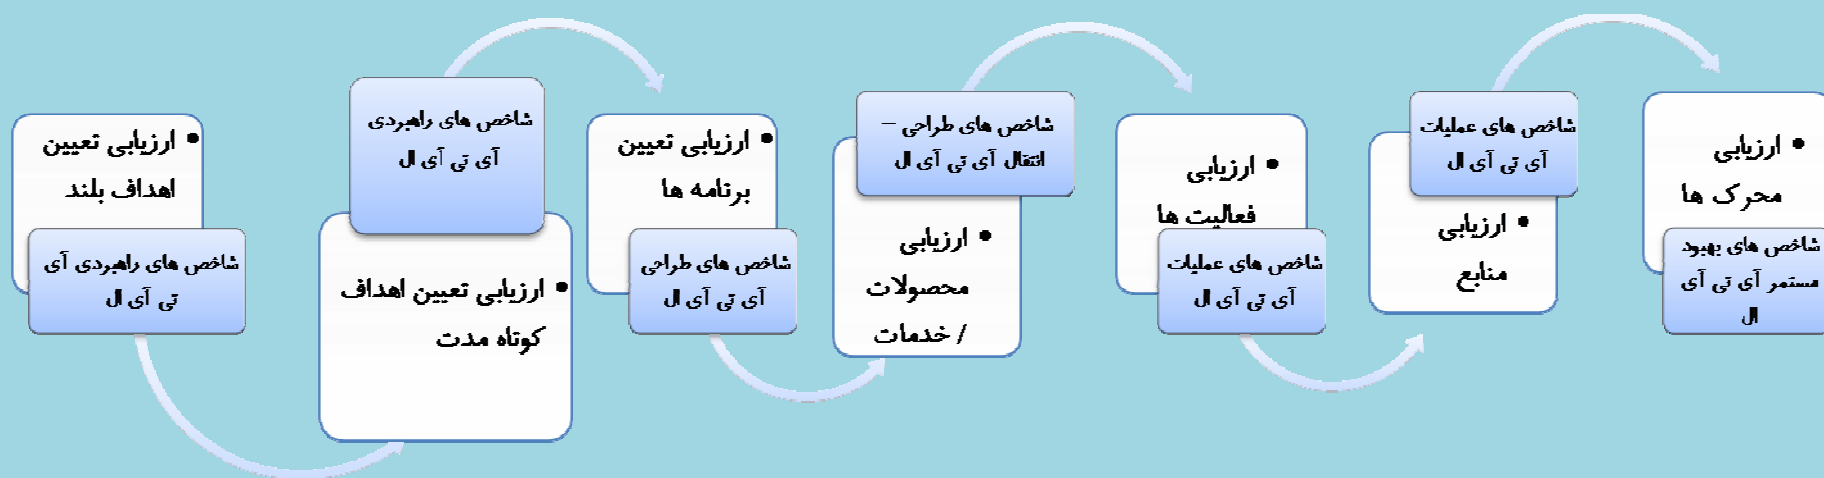 • ارزیابی تعیین
اهداف بلند
شاخص های راهبردی آی
تی آی ال
شاخص های راهبردی
آی تی آی ال
• ارزیابی تعیین اهداف
کوتاه مدت
• ارزیابی تعیین
برنامه ها
شاخص های طراحی
آی تی آی ال
شاخص های طراحی –
انتقال آی تی آی ال
• ارزیابی
محصولات
/ خدمات
• ارزیابی
فعالیت ها
شاخص های عملیات
آی تی آی ال
شاخص های عملیات
آی تی آی ال
• ارزیابی
منابع
• ارزیابی
محرک ها
شاخص های بهبود
مستمر آی تی آی
ال